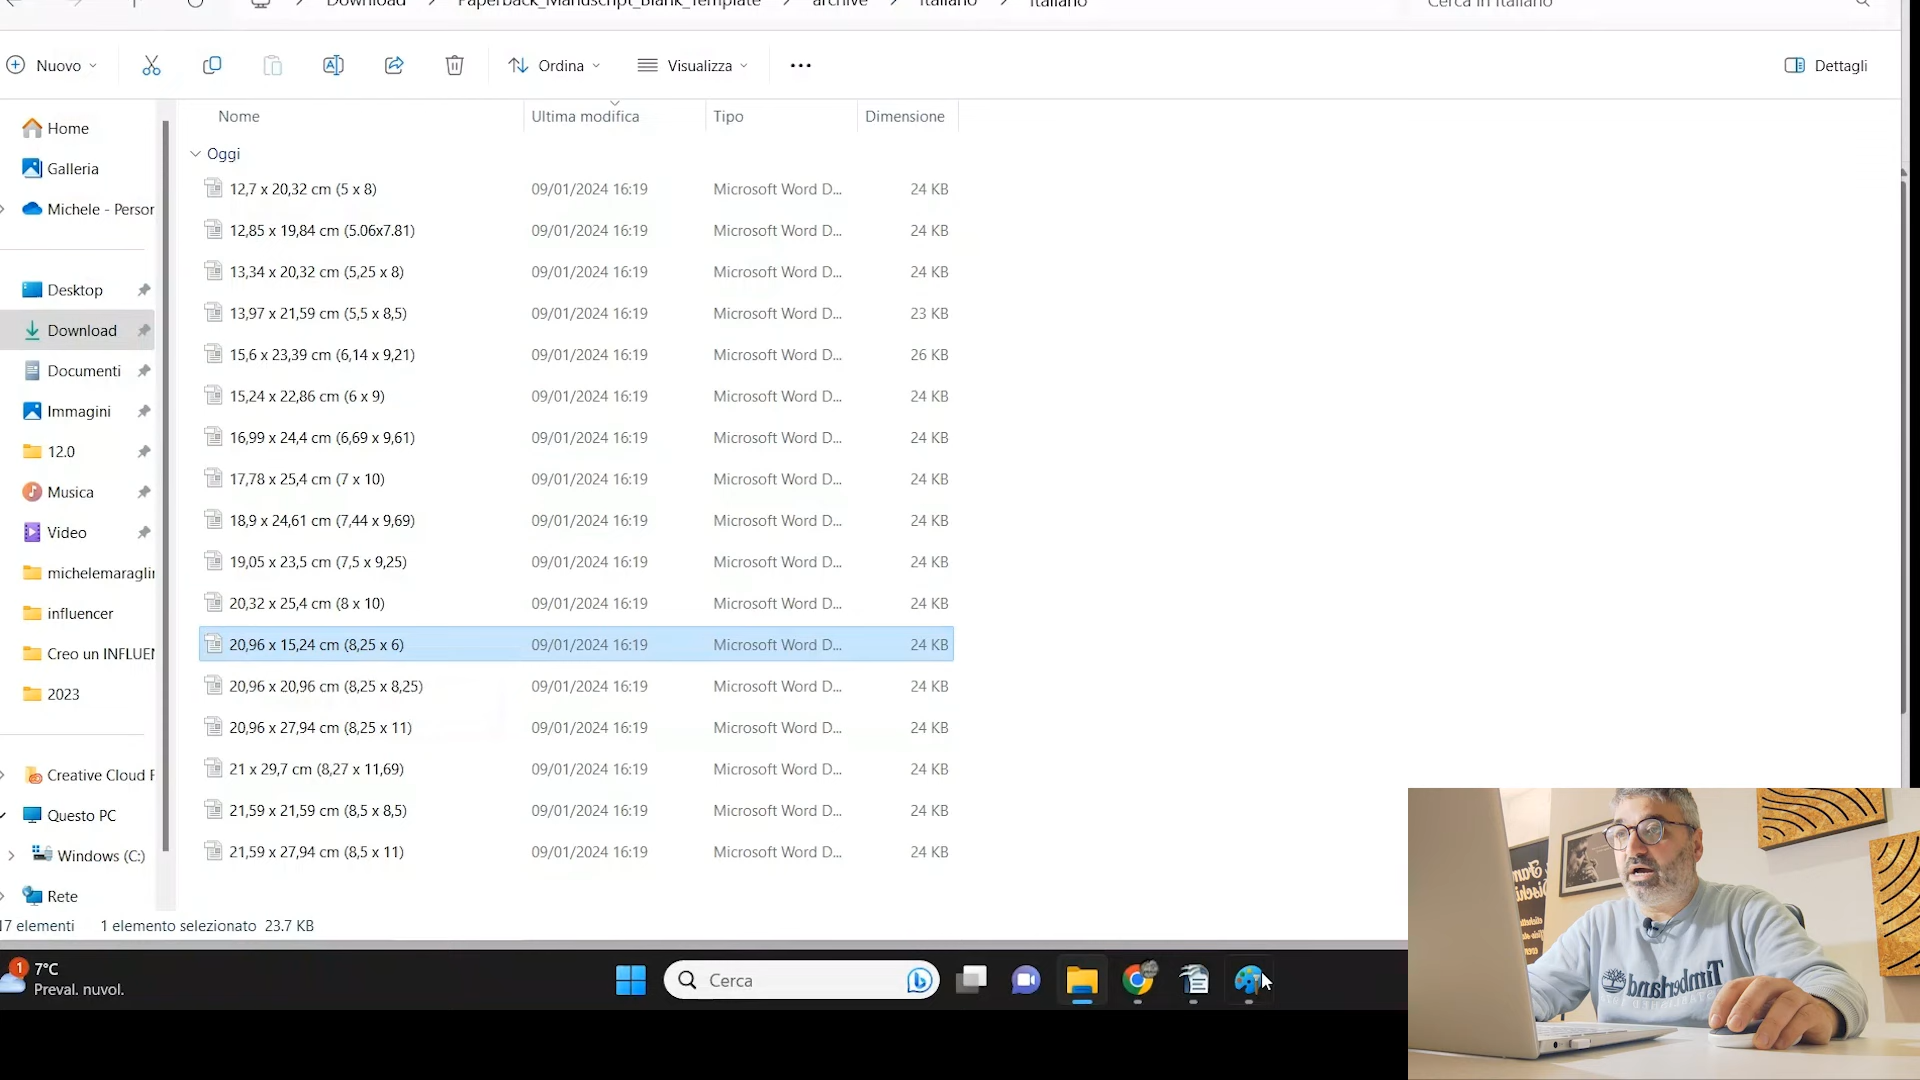 Download > Paperback_Manuscript_Blank_Template > archive > Italiano > Italiano
Cerca in Italiano
Nuovo
Ordina
Visualizza
Dettagli
Nome
Ultima modifica
Tipo
Dimensione
Oggi
12,7 x 20,32 cm (5 x 8) 09/01/2024 16:19 Microsoft Word D... 24 KB
12,85 x 19,84 cm (5.06x7.81) 09/01/2024 16:19 Microsoft Word D... 24 KB
13,34 x 20,32 cm (5,25 x 8) 09/01/2024 16:19 Microsoft Word D... 24 KB
13,97 x 21,59 cm (5,5 x 8,5) 09/01/2024 16:19 Microsoft Word D... 23 KB
15,6 x 23,39 cm (6,14 x 9,21) 09/01/2024 16:19 Microsoft Word D... 26 KB
15,24 x 22,86 cm (6 x 9) 09/01/2024 16:19 Microsoft Word D... 24 KB
16,99 x 24,4 cm (6,69 x 9,61) 09/01/2024 16:19 Microsoft Word D... 24 KB
17,78 x 25,4 cm (7 x 10) 09/01/2024 16:19 Microsoft Word D... 24 KB
18,9 x 24,61 cm (7,44 x 9,69) 09/01/2024 16:19 Microsoft Word D... 24 KB
19,05 x 23,5 cm (7,5 x 9,25) 09/01/2024 16:19 Microsoft Word D... 24 KB
20,32 x 25,4 cm (8 x 10) 09/01/2024 16:19 Microsoft Word D... 24 KB
20,96 x 15,24 cm (8,25 x 6) 09/01/2024 16:19 Microsoft Word D... 24 KB
20,96 x 20,96 cm (8,25 x 8,25) 09/01/2024 16:19 Microsoft Word D... 24 KB
20,96 x 27,94 cm (8,25 x 11) 09/01/2024 16:19 Microsoft Word D... 24 KB
21 x 29,7 cm (8,27 x 11,69) 09/01/2024 16:19 Microsoft Word D... 24 KB
21,59 x 21,59 cm (8,5 x 8,5) 09/01/2024 16:19 Microsoft Word D... 24 KB
21,59 x 27,94 cm (8,5 x 11) 09/01/2024 16:19 Microsoft Word D... 24 KB
Home
Galleria
Michele - Person
Desktop
Download
Documenti
Immagini
12.0
Musica
Video
michelemaraglin
influencer
Creo un INFLUEN
2023
Creative Cloud F
Questo PC
Windows (C:)
Rete
17 elementi 1 elemento selezionato 23.7 KB
1
7°C
Preval. nuvol.
Cerca
Timberland